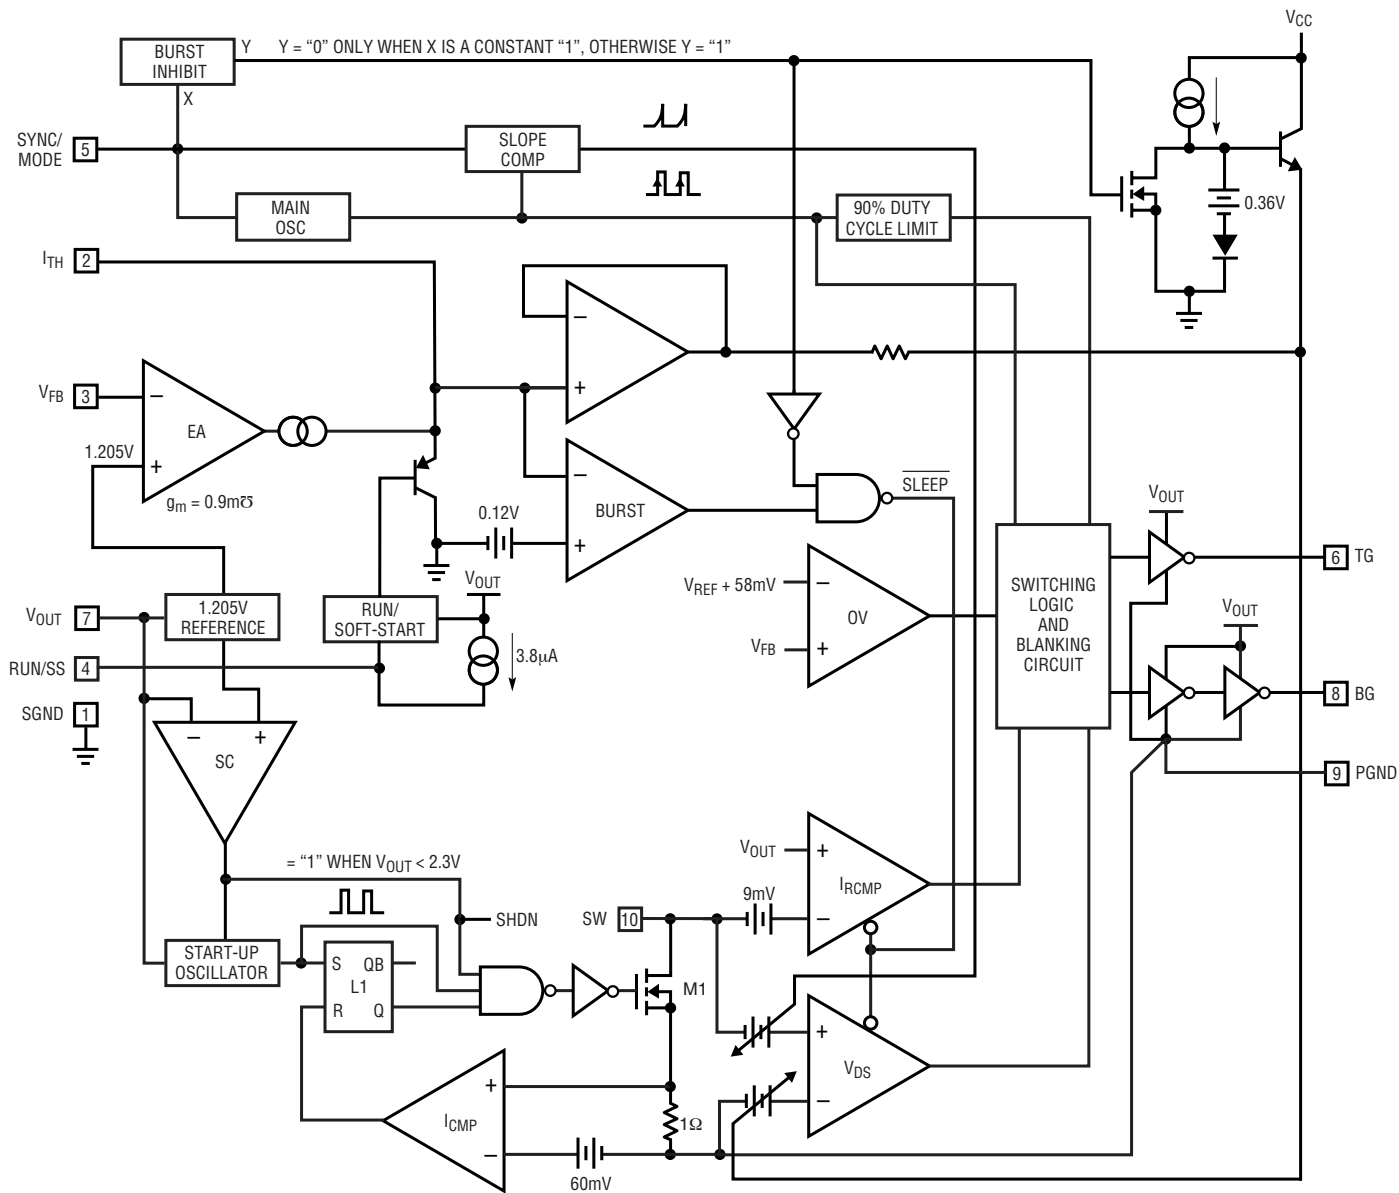 VCC
BURST
INHIBIT
Y
Y = “0” ONLY WHEN X IS A CONSTANT “1”, OTHERWISE Y = “1”
X
SYNC/
MODE
5
SLOPE
COMP
MAIN
OSC
90% DUTY
CYCLE LIMIT
0.36V
ITH
2
VFB
3
−
EA
+
1.205V
gm = 0.9m℧
−
+
−
BURST
+
0.12V
SLEEP
VOUT
6
TG
VREF + 58mV
−
OV
VFB
+
SWITCHING
LOGIC
AND
BLANKING
CIRCUIT
VOUT
7
1.205V
REFERENCE
RUN/
SOFT-START
VOUT
3.8μA
RUN/SS
4
SGND
1
VOUT
8
BG
9
PGND
−
+
SC
= “1” WHEN VOUT < 2.3V
SHDN
START-UP
OSCILLATOR
S
QB
L1
R
Q
SW
10
M1
VOUT
+
IRCMP
9mV
−
+
VDS
−
+
ICMP
−
1Ω
60mV